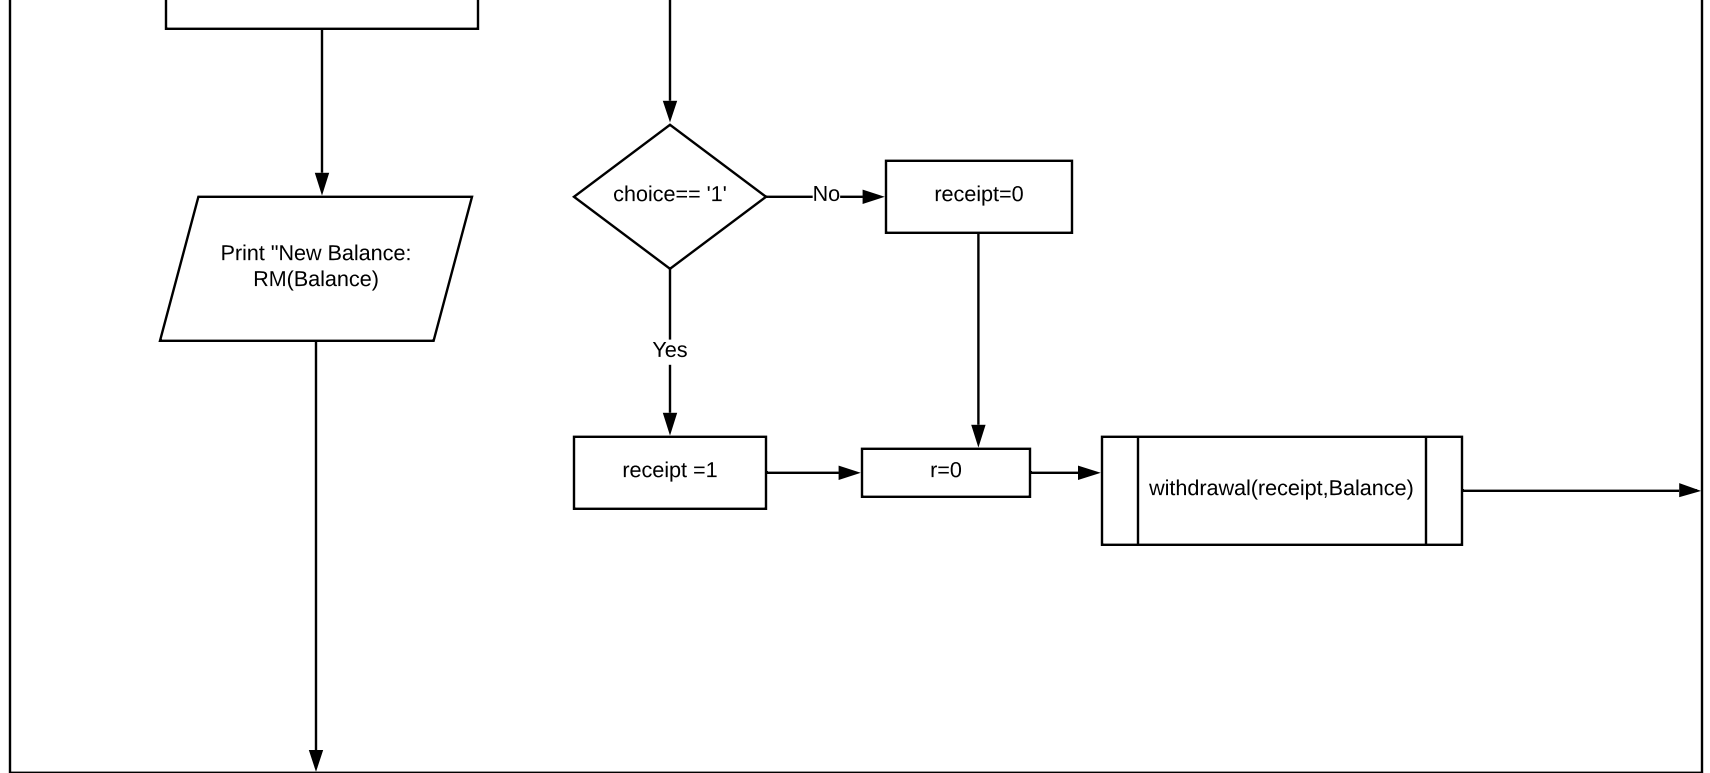 choice== '1'
No
receipt=0
Print "New Balance:
RM(Balance)
Yes
receipt =1
r=0
withdrawal(receipt,Balance)